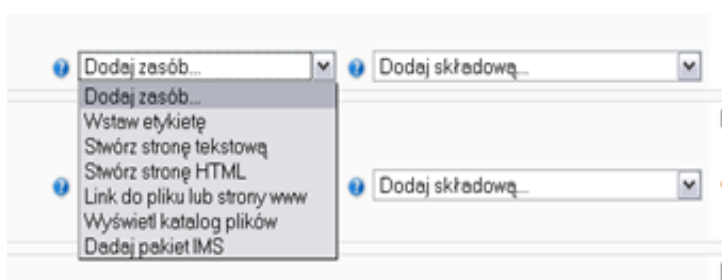 Dodaj zasób...
Dodaj składową...
Dodaj zasób...
Wstaw etykietę
Stwórz stronę tekstową
Stwórz stronę HTML
Link do pliku lub strony www
Wyświetl katalog plików
Dadaj pakiet IMS
Dodaj składową...